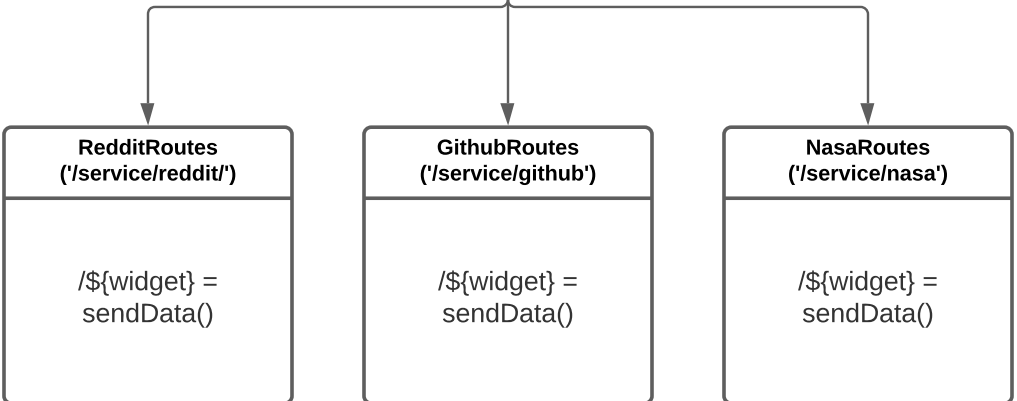 RedditRoutes
('/service/reddit/')
GithubRoutes
('/service/github')
NasaRoutes
('/service/nasa')
/${widget} =
sendData()
/${widget} =
sendData()
/${widget} =
sendData()